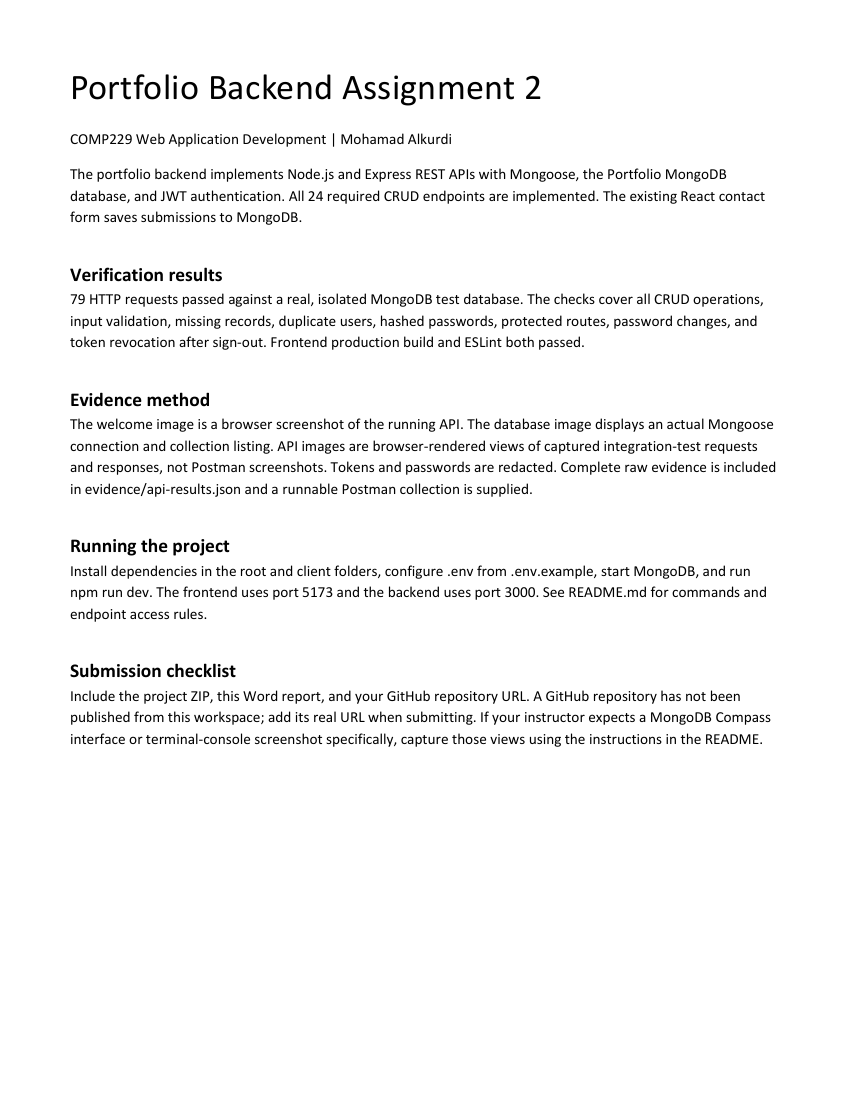 Portfolio Backend Assignment 2
COMP229 Web Application Development | Mohamad Alkurdi
The portfolio backend implements Node.js and Express REST APIs with Mongoose, the Portfolio MongoDB
database, and JWT authentication. All 24 required CRUD endpoints are implemented. The existing React contact
form saves submissions to MongoDB.
Verification results
79 HTTP requests passed against a real, isolated MongoDB test database. The checks cover all CRUD operations,
input validation, missing records, duplicate users, hashed passwords, protected routes, password changes, and
token revocation after sign-out. Frontend production build and ESLint both passed.
Evidence method
The welcome image is a browser screenshot of the running API. The database image displays an actual Mongoose
connection and collection listing. API images are browser-rendered views of captured integration-test requests
and responses, not Postman screenshots. Tokens and passwords are redacted. Complete raw evidence is included
in evidence/api-results.json and a runnable Postman collection is supplied.
Running the project
Install dependencies in the root and client folders, configure .env from .env.example, start MongoDB, and run
npm run dev. The frontend uses port 5173 and the backend uses port 3000. See README.md for commands and
endpoint access rules.
Submission checklist
Include the project ZIP, this Word report, and your GitHub repository URL. A GitHub repository has not been
published from this workspace; add its real URL when submitting. If your instructor expects a MongoDB Compass
interface or terminal-console screenshot specifically, capture those views using the instructions in the README.